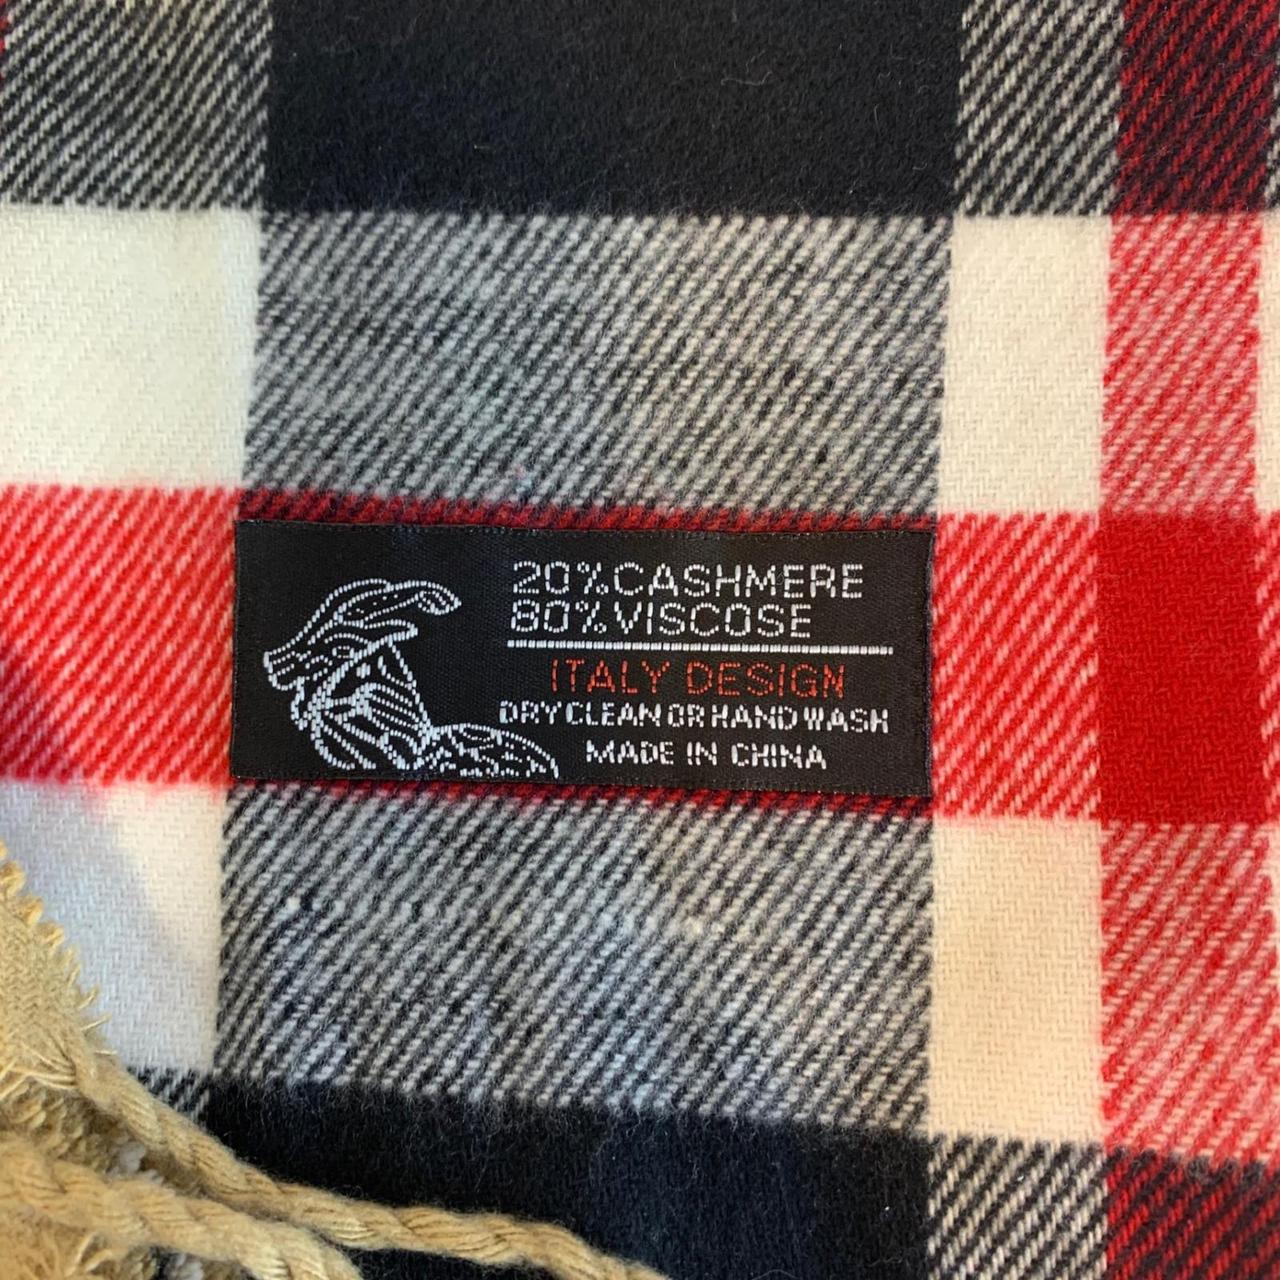 20%CASHMERE
80%VISCOSE
ITALY DESIGN
DRY CLEAN OR HAND WASH
MADE IN CHINA